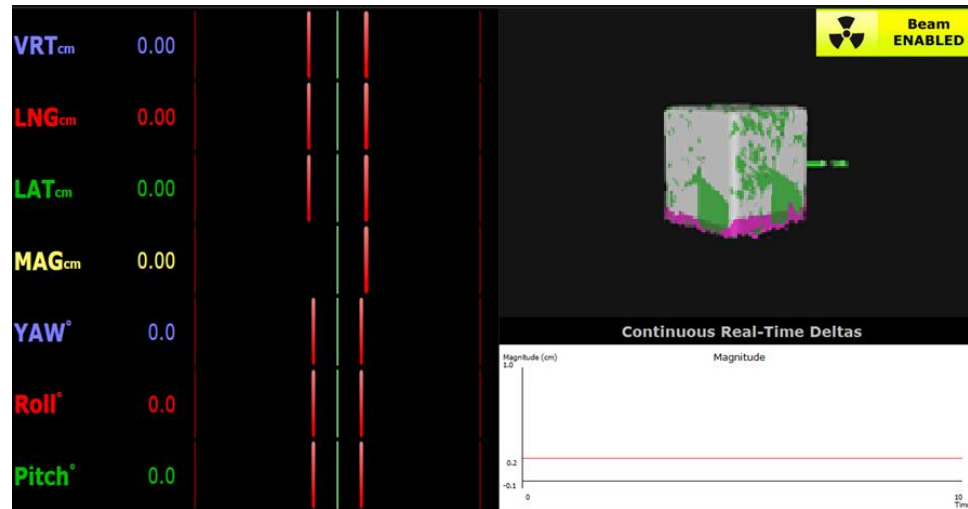 VRTcm 0.00
LNGcm 0.00
LATcm 0.00
MAGcm 0.00
YAW° 0.0
Roll° 0.0
Pitch° 0.0
Beam
ENABLED
Continuous Real-Time Deltas
Magnitude (cm)
Magnitude
1.0
0.2
-0.1
0
10
Time